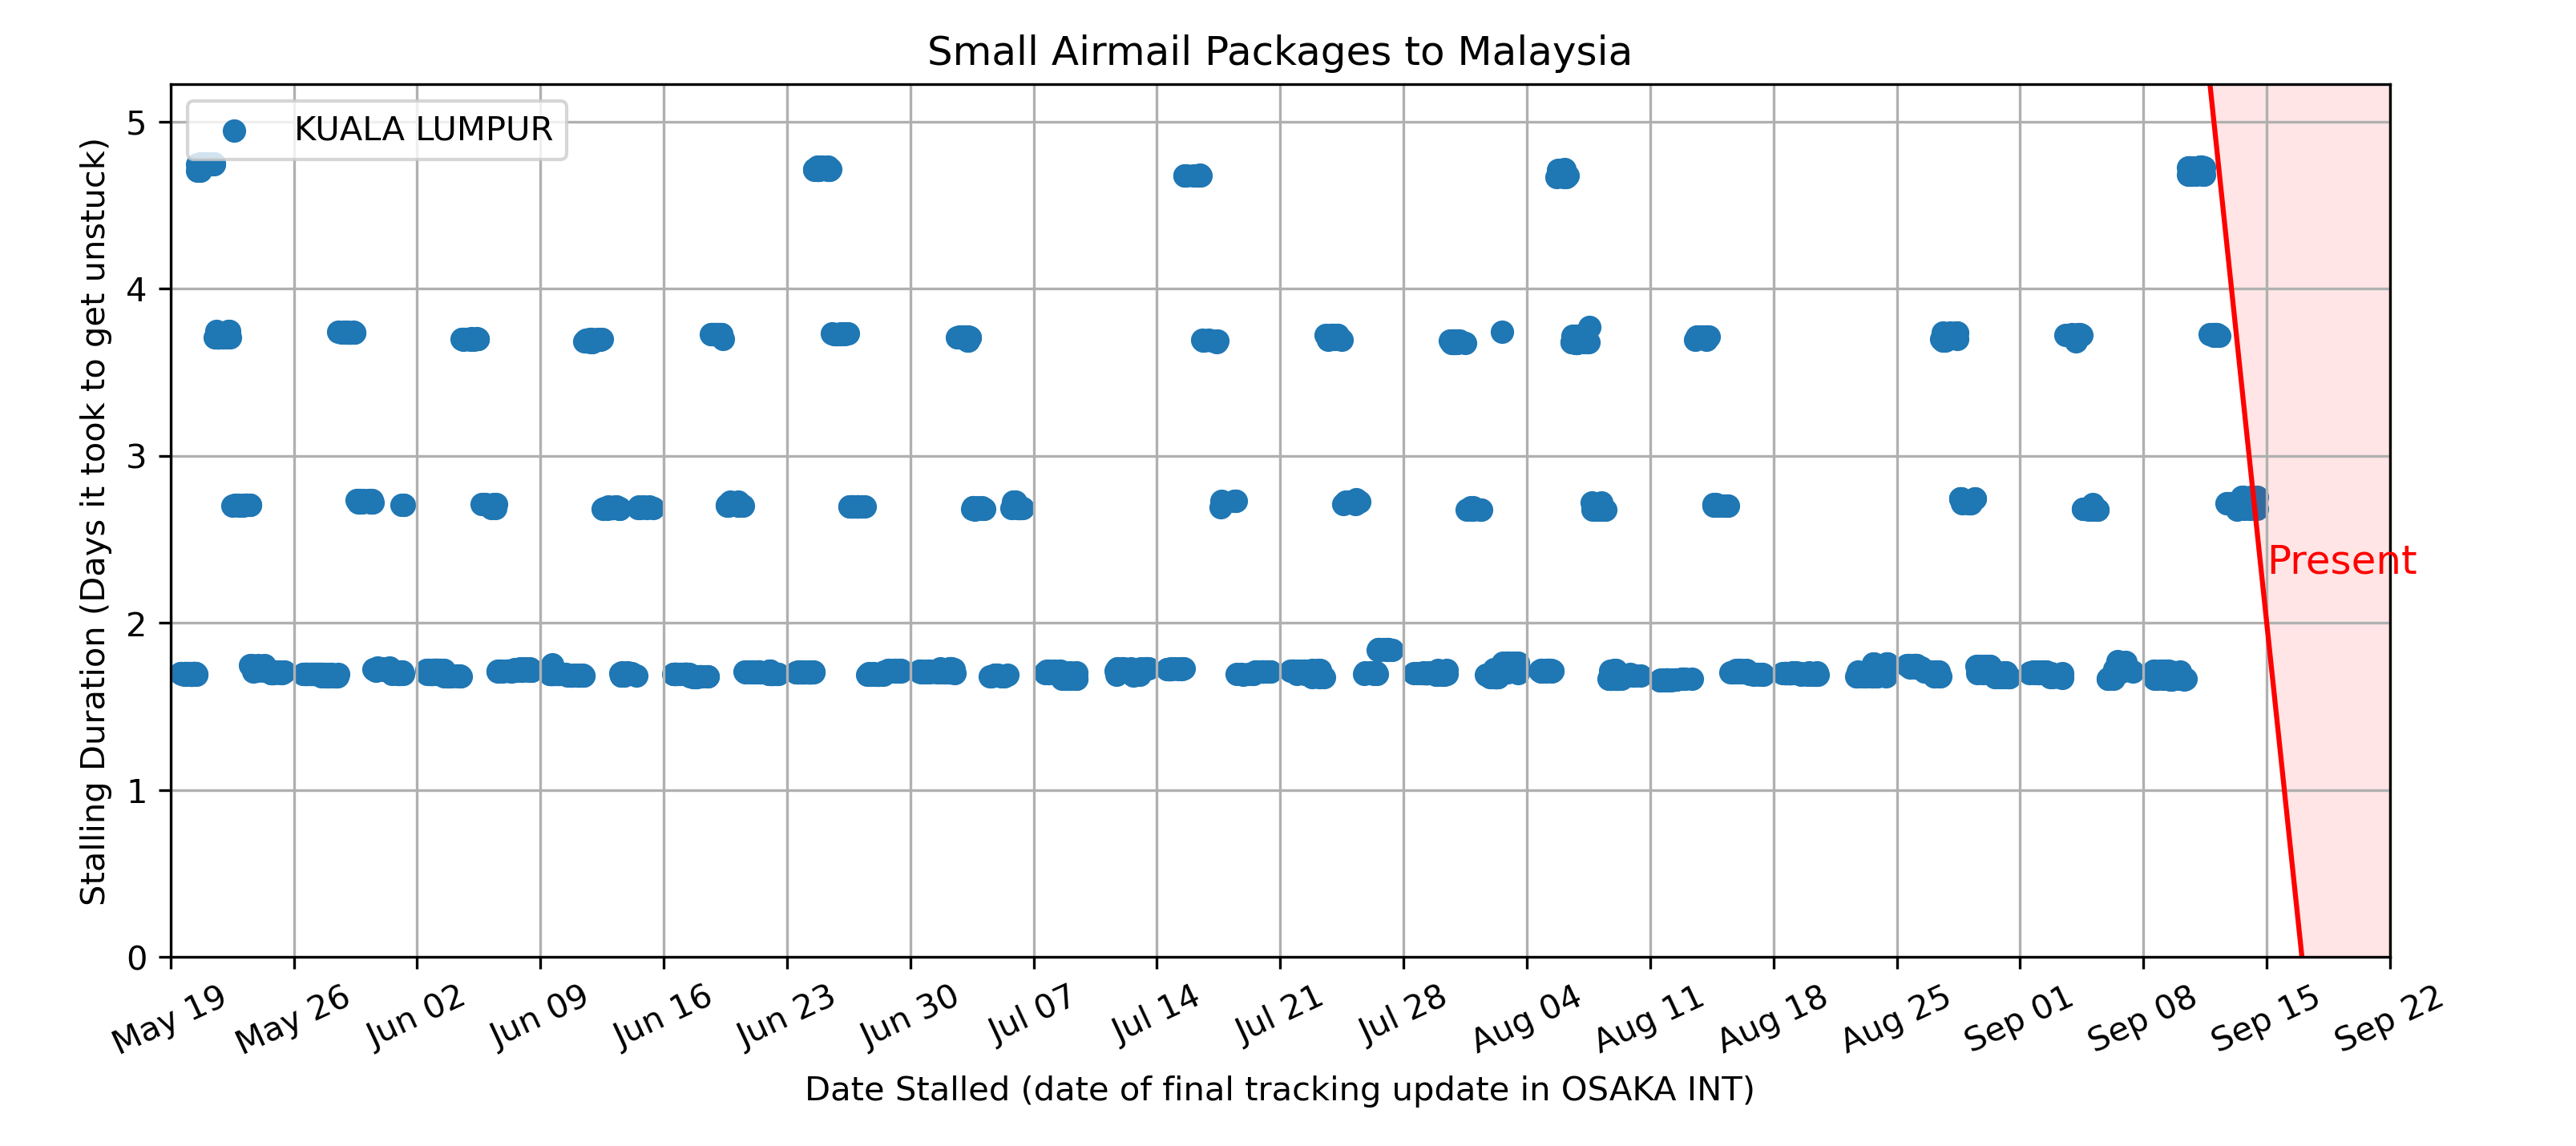 Small Airmail Packages to Malaysia
KUALA LUMPUR
Stalling Duration (Days it took to get unstuck)
5
4
3
2
1
0
Present
May 19
May 26
Jun 02
Jun 09
Jun 16
Jun 23
Jun 30
Jul 07
Jul 14
Jul 21
Jul 28
Aug 04
Aug 11
Aug 18
Aug 25
Sep 01
Sep 08
Sep 15
Sep 22
Date Stalled (date of final tracking update in OSAKA INT)